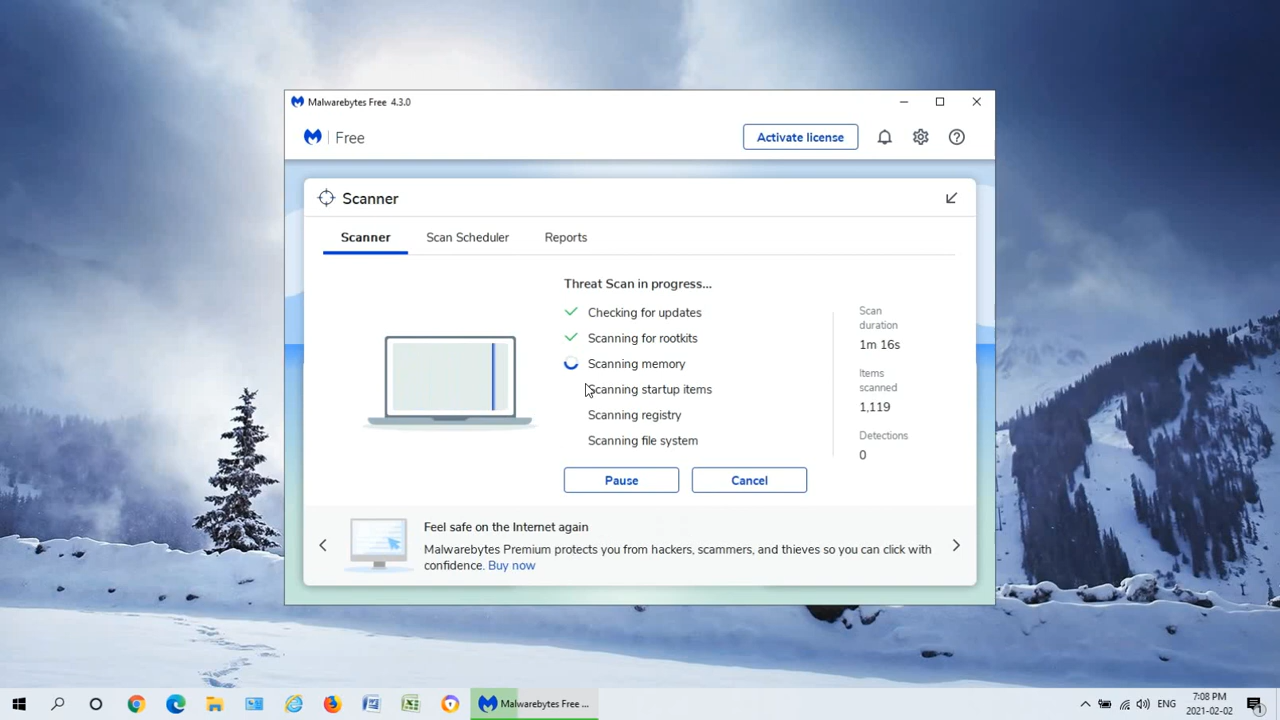 Malwarebytes Free 4.3.0
Free
Activate license
Scanner
Scanner
Scan Scheduler
Reports
Threat Scan in progress...
Checking for updates
Scanning for rootkits
Scanning memory
Scanning startup items
Scanning registry
Scanning file system
Scan
duration
1m 16s
Items
scanned
1,119
Detections
0
Pause
Cancel
Feel safe on the Internet again
Malwarebytes Premium protects you from hackers, scammers, and thieves so you can click with
confidence. Buy now
Malwarebytes Free ...
ENG
7:08 PM
2021-02-02
1